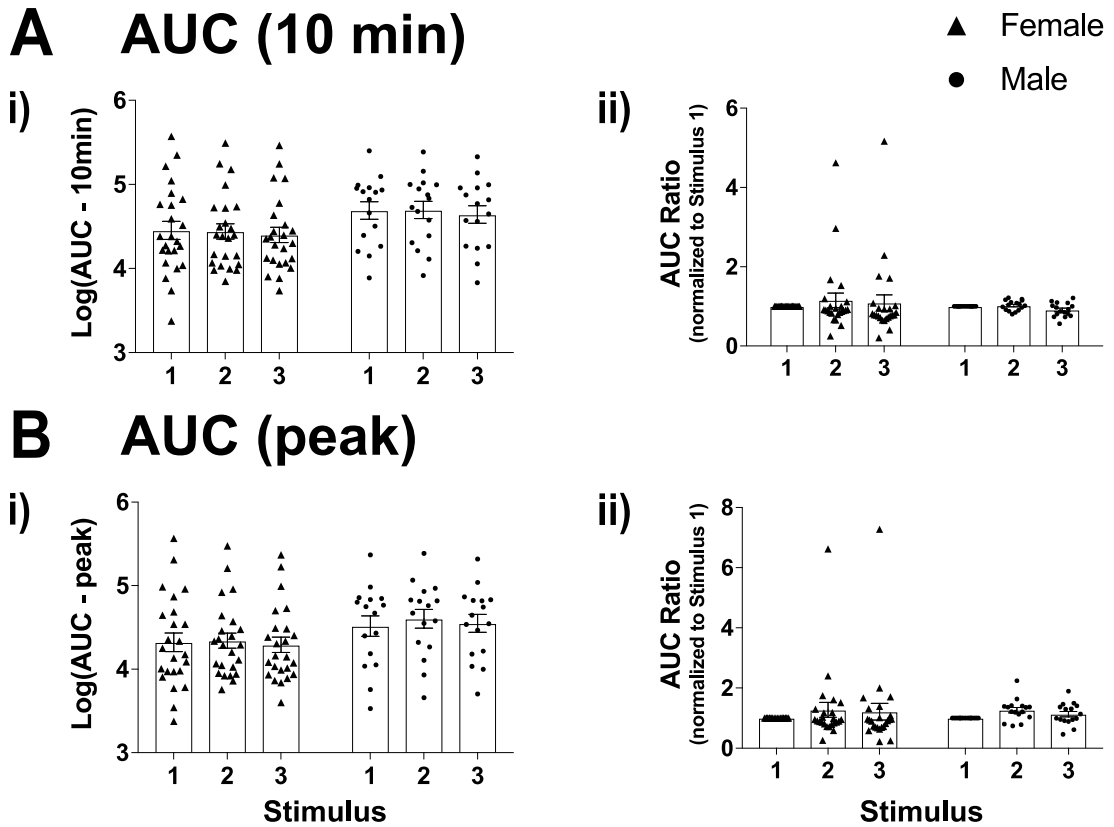 A AUC (10 min)
▲ Female
● Male
i)
Log(AUC - 10min)
6
5
4
3
1 2 3 1 2 3
ii)
AUC Ratio
(normalized to Stimulus 1)
6
4
2
0
1 2 3 1 2 3
B AUC (peak)
i)
Log(AUC - peak)
6
5
4
3
1 2 3 1 2 3
Stimulus
ii)
AUC Ratio
(normalized to Stimulus 1)
8
6
4
2
0
1 2 3 1 2 3
Stimulus